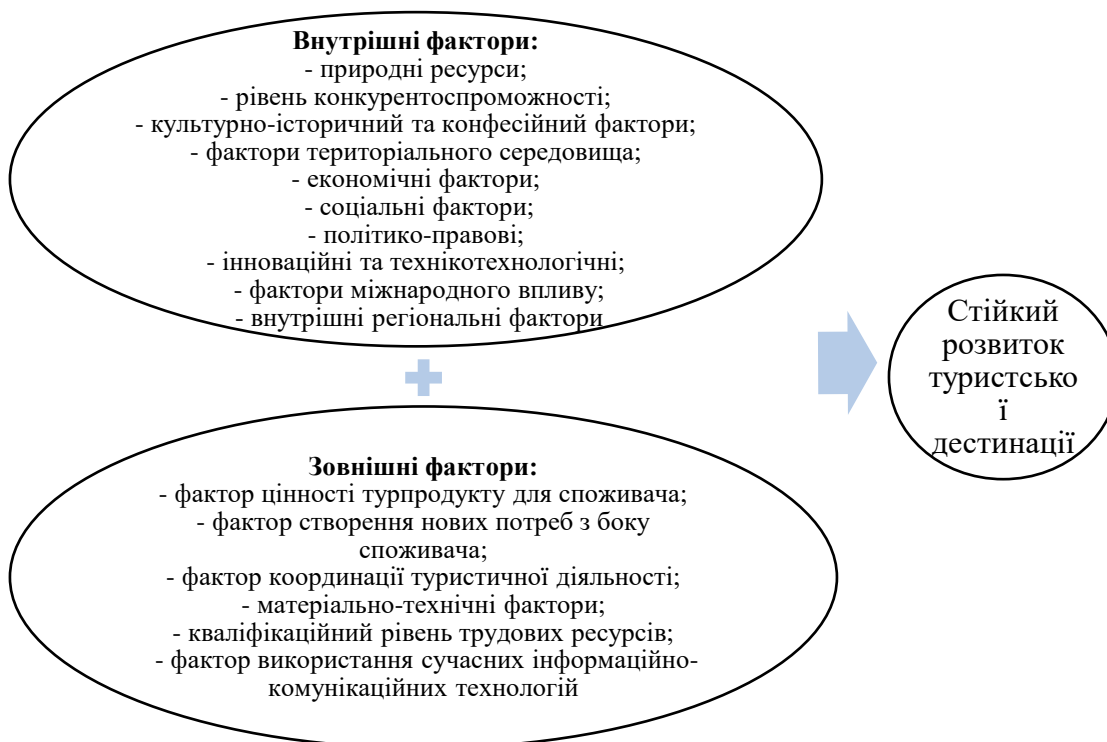 Внутрішні фактори:
- природні ресурси;
- рівень конкурентоспроможності;
- культурно-історичний та конфесійний фактори;
- фактори територіального середовища;
- економічні фактори;
- соціальні фактори;
- політико-правові;
- інноваційні та технікотехнологічні;
- фактори міжнародного впливу;
- внутрішні регіональні фактори
Зовнішні фактори:
- фактор цінності турпродукту для споживача;
- фактор створення нових потреб з боку
споживача;
- фактор координації туристичної діяльності;
- матеріально-технічні фактори;
- кваліфікаційний рівень трудових ресурсів;
- фактор використання сучасних інформаційно-
комунікаційних технологій
Стійкий
розвиток
туристсько
ї
дестинації